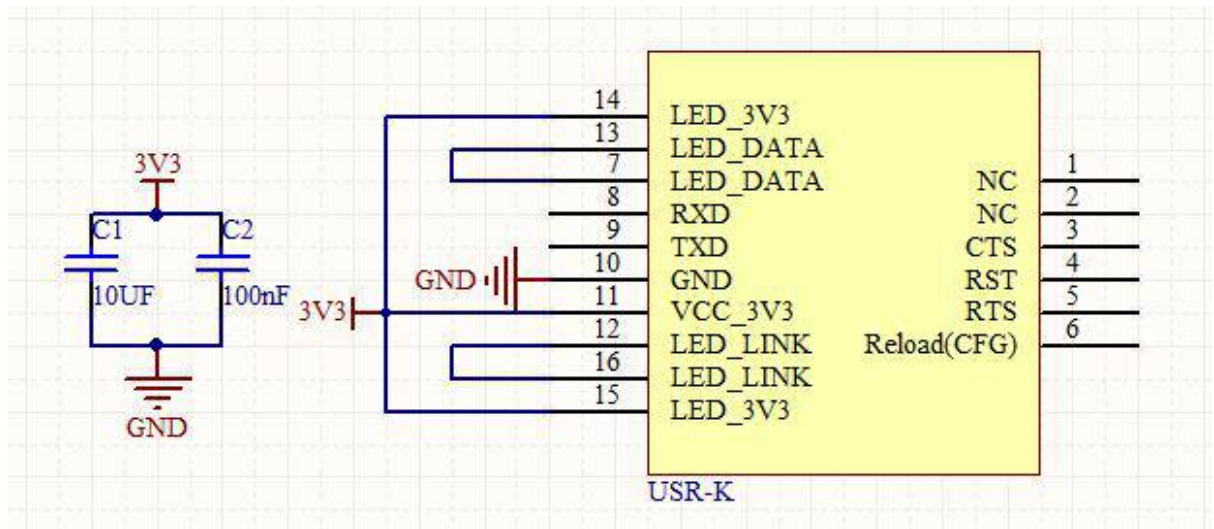 3V3
C1
C2
10UF
100nF
GND
3V3
GND
14
LED_3V3
13
LED_DATA
7
LED_DATA
8
RXD
9
TXD
10
GND
11
VCC_3V3
12
LED_LINK
16
LED_LINK
15
LED_3V3
NC
1
NC
2
CTS
3
RST
4
RTS
5
Reload(CFG)
6
USR-K